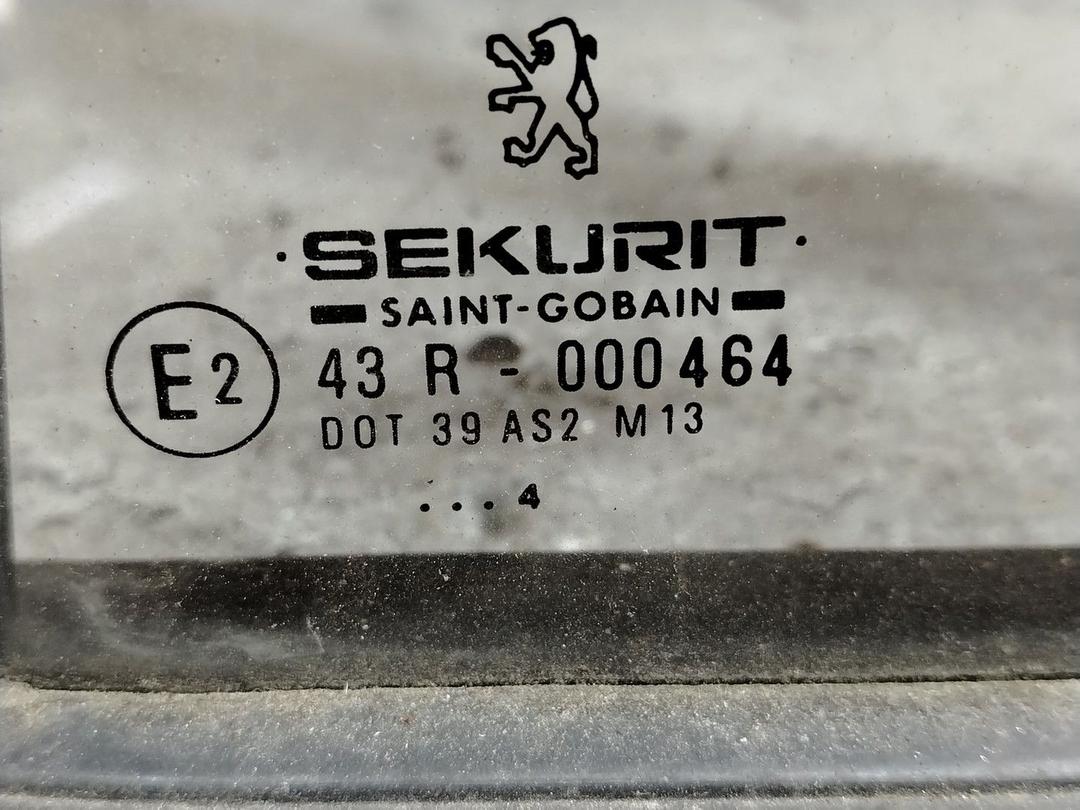 ·SEKURIT·
SAINT-GOBAIN
E2 43 R - 000464
DOT 39 AS2 M13
...4